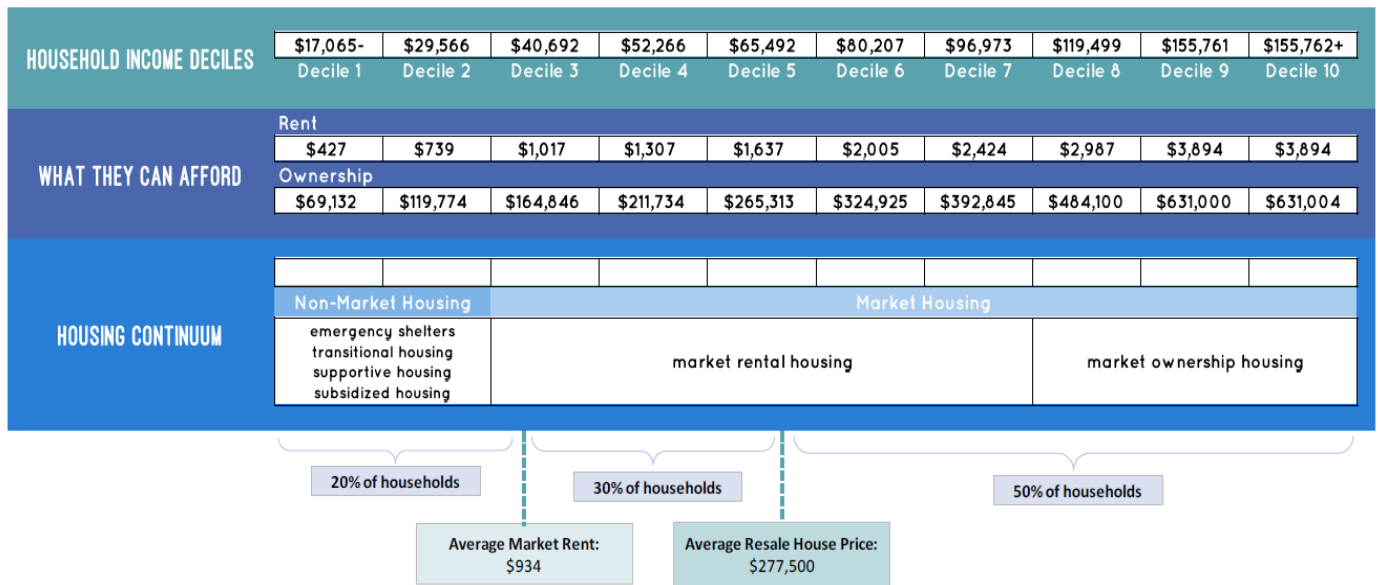 HOUSEHOLD INCOME DECILES
$17,065- $29,566 $40,692 $52,266 $65,492 $80,207 $96,973 $119,499 $155,761 $155,762+
Decile 1 Decile 2 Decile 3 Decile 4 Decile 5 Decile 6 Decile 7 Decile 8 Decile 9 Decile 10
WHAT THEY CAN AFFORD
Rent
$427 $739 $1,017 $1,307 $1,637 $2,005 $2,424 $2,987 $3,894 $3,894
Ownership
$69,132 $119,774 $164,846 $211,734 $265,313 $324,925 $392,845 $484,100 $631,000 $631,004
HOUSING CONTINUUM
Non-Market Housing Market Housing
emergency shelters
transitional housing
supportive housing
subsidized housing
market rental housing
market ownership housing
20% of households
30% of households
50% of households
Average Market Rent:
$934
Average Resale House Price:
$277,500